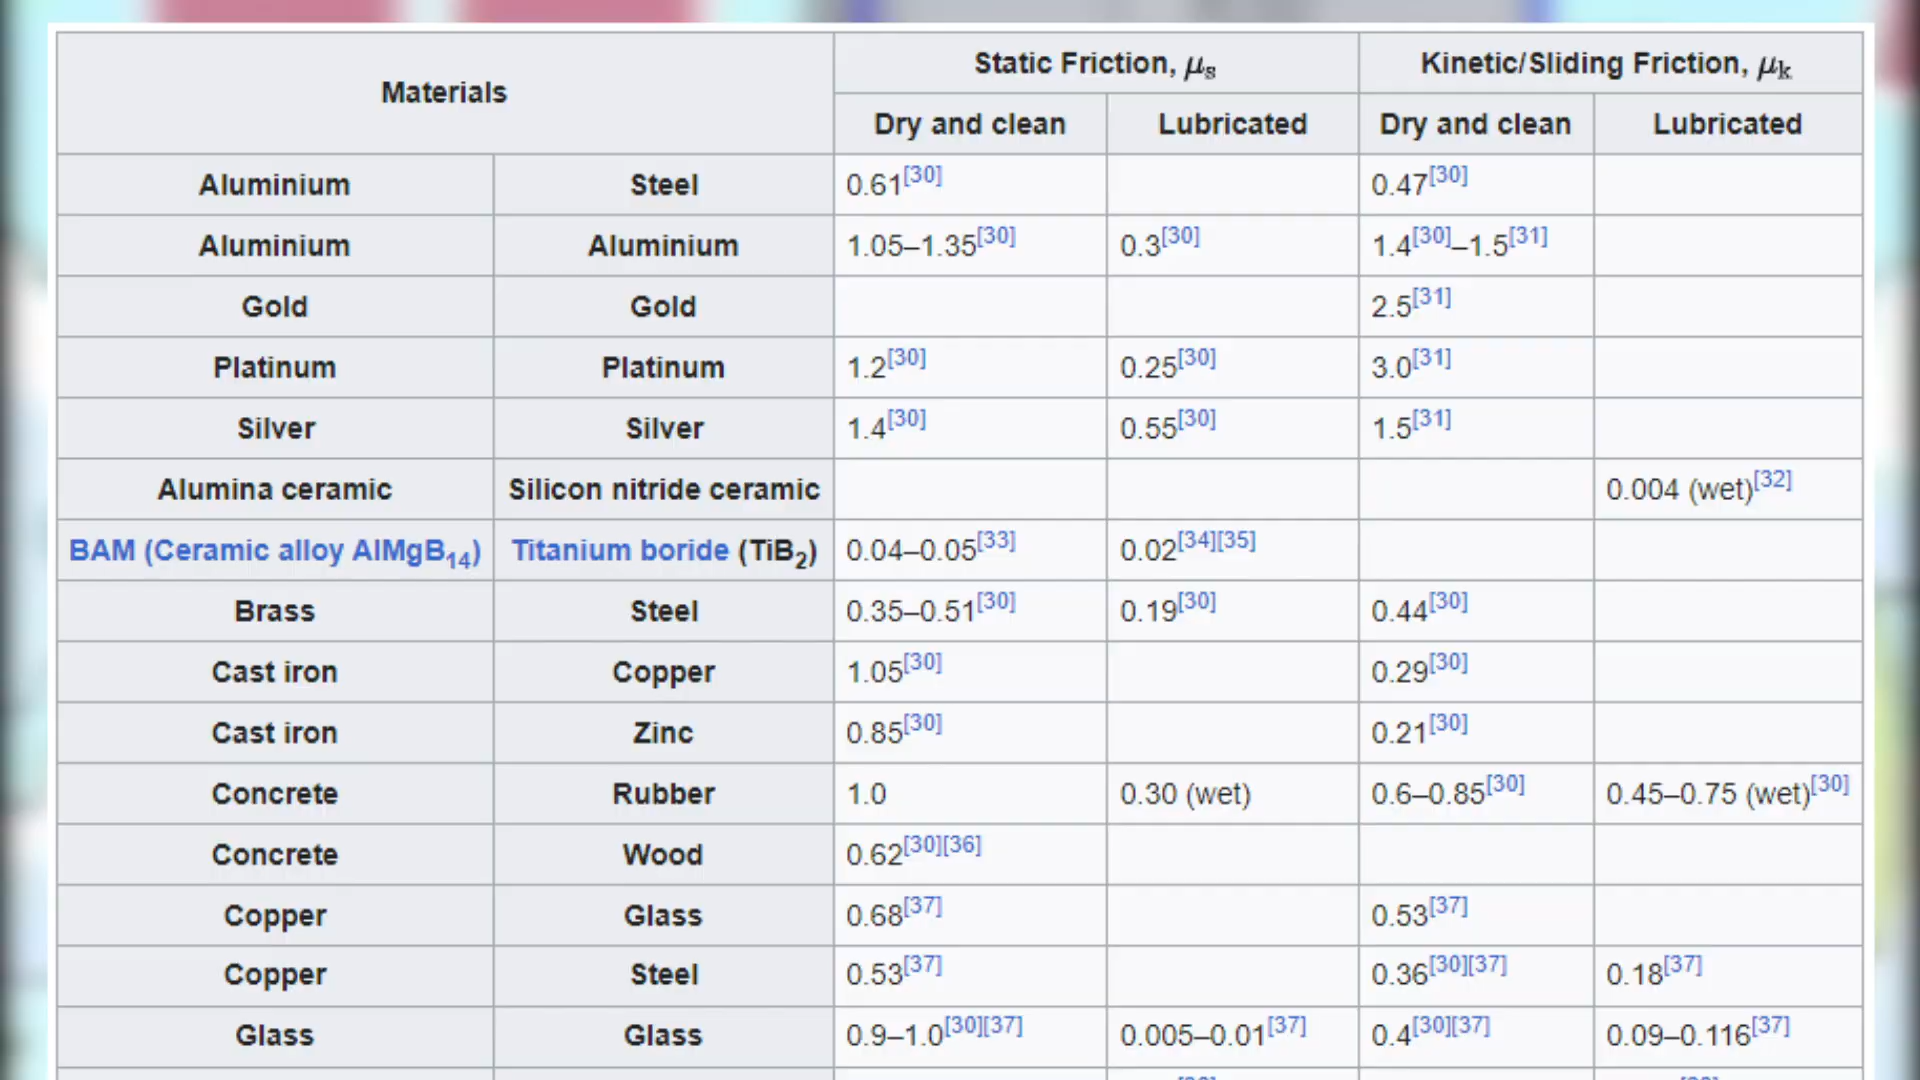 Materials Static Friction, μs Kinetic/Sliding Friction, μk
Dry and clean Lubricated Dry and clean Lubricated
Aluminium Steel 0.61[30] 0.47[30]
Aluminium Aluminium 1.05–1.35[30] 0.3[30] 1.4[30]–1.5[31]
Gold Gold 2.5[31]
Platinum Platinum 1.2[30] 0.25[30] 3.0[31]
Silver Silver 1.4[30] 0.55[30] 1.5[31]
Alumina ceramic Silicon nitride ceramic 0.004 (wet)[32]
BAM (Ceramic alloy AlMgB14) Titanium boride (TiB2) 0.04–0.05[33] 0.02[34][35]
Brass Steel 0.35–0.51[30] 0.19[30] 0.44[30]
Cast iron Copper 1.05[30] 0.29[30]
Cast iron Zinc 0.85[30] 0.21[30]
Concrete Rubber 1.0 0.30 (wet) 0.6–0.85[30] 0.45–0.75 (wet)[30]
Concrete Wood 0.62[30][36]
Copper Glass 0.68[37] 0.53[37]
Copper Steel 0.53[37] 0.36[30][37] 0.18[37]
Glass Glass 0.9–1.0[30][37] 0.005–0.01[37] 0.4[30][37] 0.09–0.116[37]